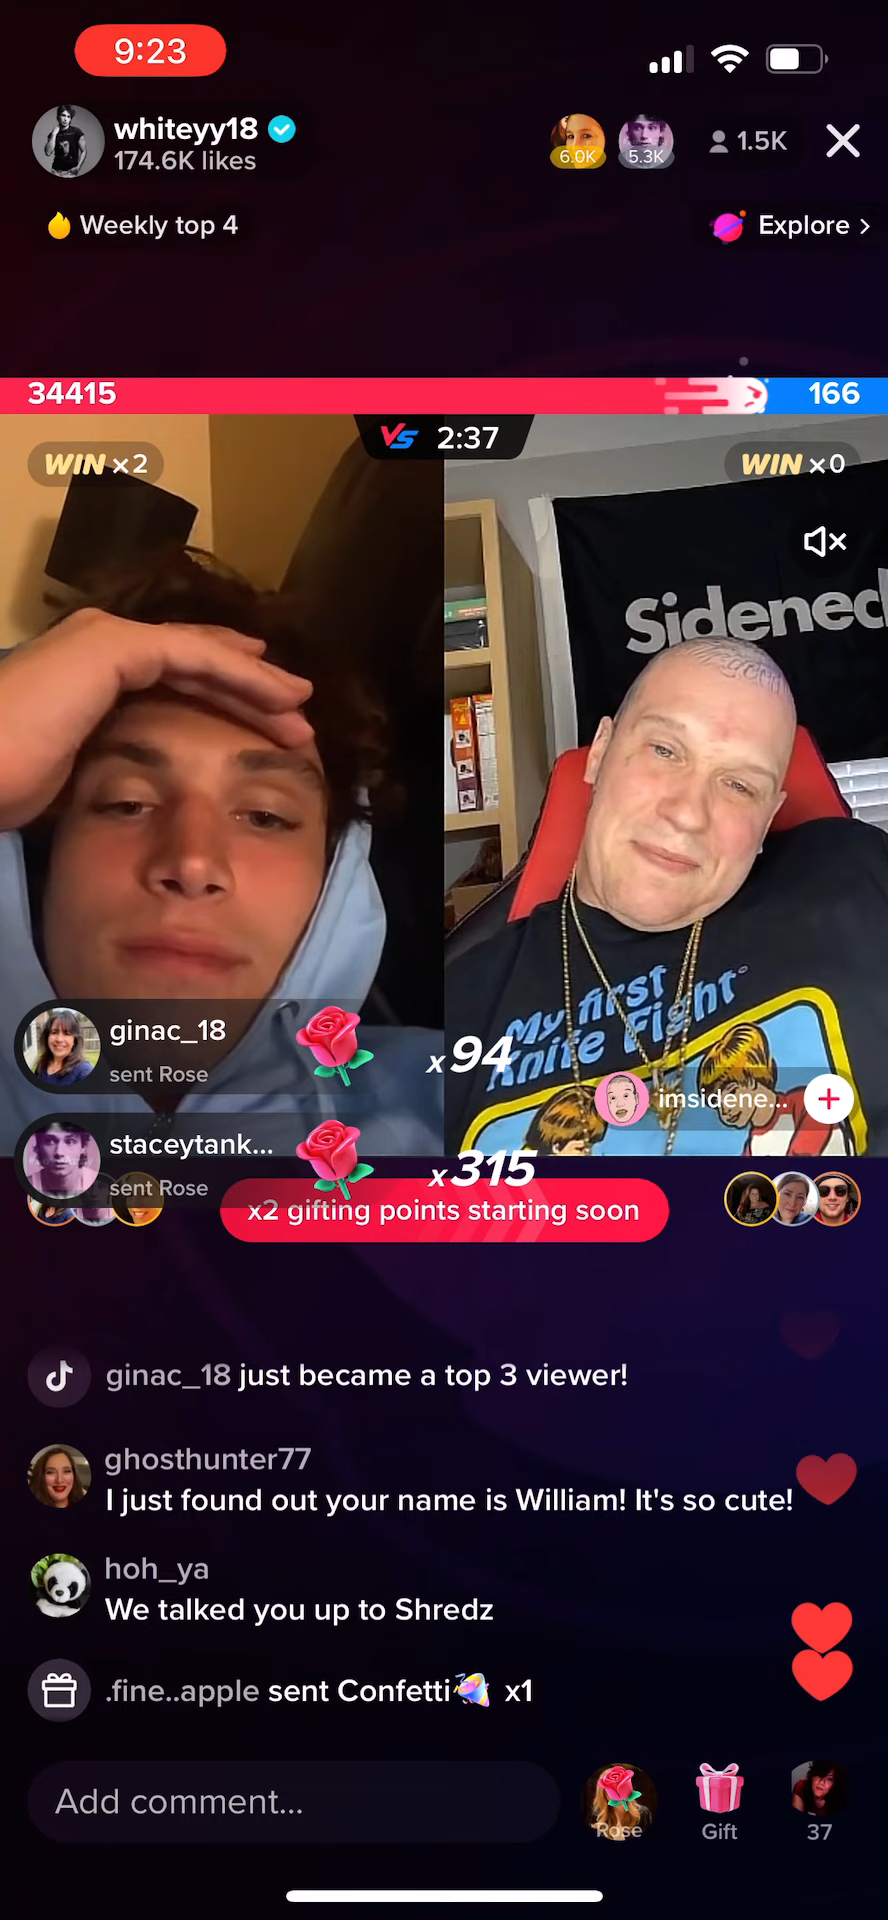 9:23
whiteyy18
174.6K likes
6.0K
5.3K
1.5K
Weekly top 4
Explore >
34415
166
VS 2:37
WIN x2
WIN x0
Sidenec
My first
Knife Fight
ginac_18
sent Rose
x94
imsidene...
staceytank...
sent Rose
x315
x2 gifting points starting soon
ginac_18 just became a top 3 viewer!
ghosthunter77
I just found out your name is William! It's so cute!
hoh_ya
We talked you up to Shredz
.fine..apple sent Confetti x1
Add comment...
Rose
Gift
37